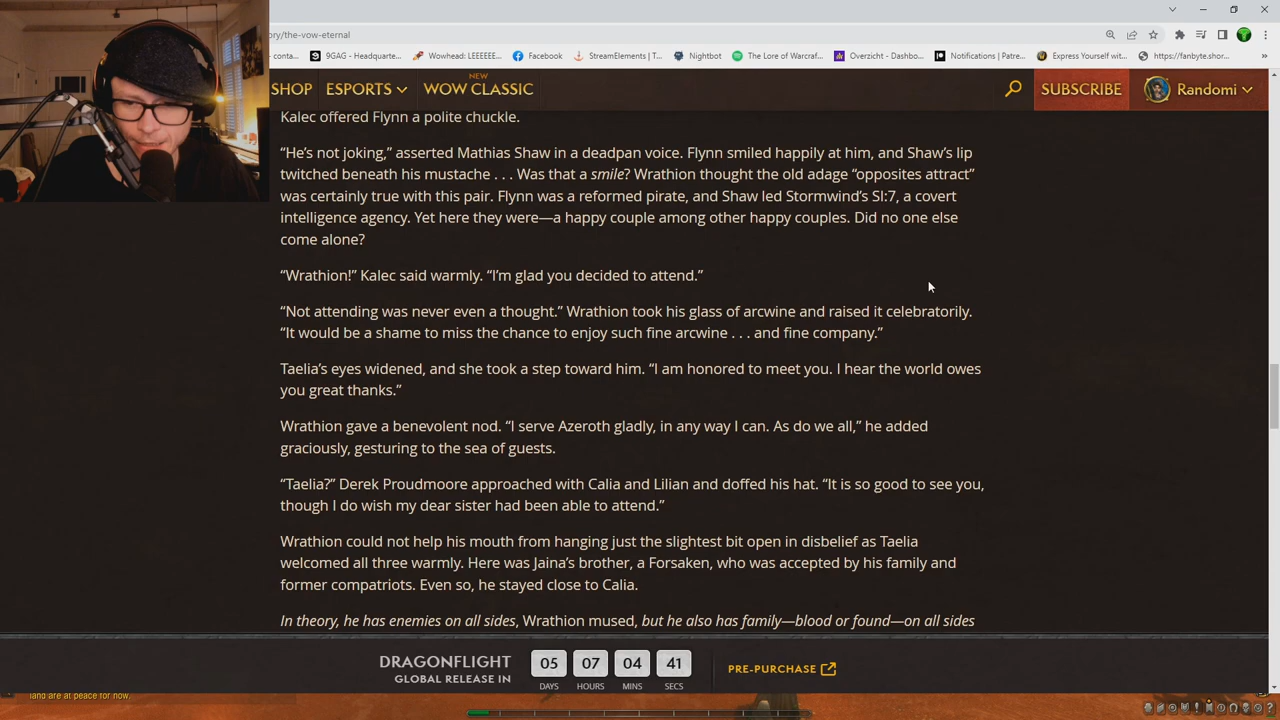 ory/the-vow-eternal
conta...
9GAG - Headquarte...
Wowhead: LEEEEEE...
Facebook
StreamElements | T...
Nightbot
The Lore of Warcraf...
Overzicht - Dashbo...
Notifications | Patre...
Express Yourself wit...
https://fanbyte.shor...
»
NEW
SHOP ESPORTS WOW CLASSIC
SUBSCRIBE
Randomi
Kalec offered Flynn a polite chuckle.
“He’s not joking,” asserted Mathias Shaw in a deadpan voice. Flynn smiled happily at him, and Shaw’s lip
twitched beneath his mustache . . . Was that a smile? Wrathion thought the old adage “opposites attract”
was certainly true with this pair. Flynn was a reformed pirate, and Shaw led Stormwind’s SI:7, a covert
intelligence agency. Yet here they were—a happy couple among other happy couples. Did no one else
come alone?
“Wrathion!” Kalec said warmly. “I’m glad you decided to attend.”
“Not attending was never even a thought.” Wrathion took his glass of arcwine and raised it celebratorily.
“It would be a shame to miss the chance to enjoy such fine arcwine . . . and fine company.”
Taelia’s eyes widened, and she took a step toward him. “I am honored to meet you. I hear the world owes
you great thanks.”
Wrathion gave a benevolent nod. “I serve Azeroth gladly, in any way I can. As do we all,” he added
graciously, gesturing to the sea of guests.
“Taelia?” Derek Proudmoore approached with Calia and Lilian and doffed his hat. “It is so good to see you,
though I do wish my dear sister had been able to attend.”
Wrathion could not help his mouth from hanging just the slightest bit open in disbelief as Taelia
welcomed all three warmly. Here was Jaina’s brother, a Forsaken, who was accepted by his family and
former compatriots. Even so, he stayed close to Calia.
In theory, he has enemies on all sides, Wrathion mused, but he also has family—blood or found—on all sides
DRAGONFLIGHT
GLOBAL RELEASE IN
05 07 04 41
DAYS HOURS MINS SECS
PRE-PURCHASE
land are at peace for now.